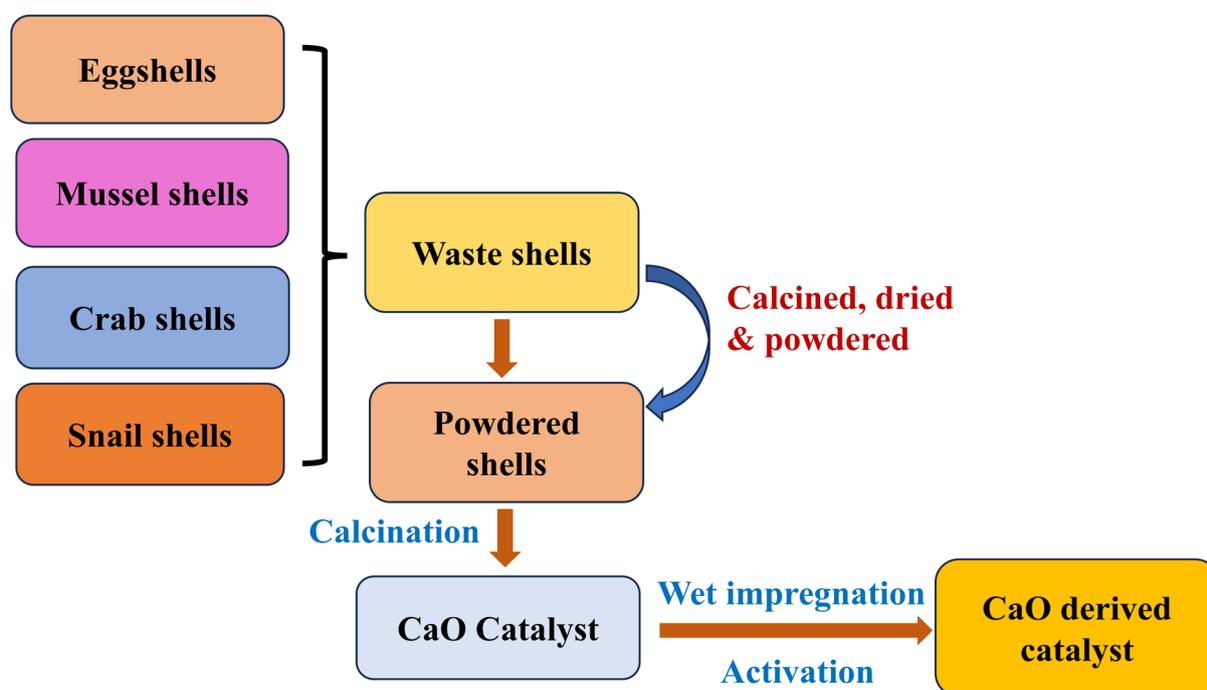 Eggshells
Mussel shells
Crab shells
Snail shells
Waste shells
Calcined, dried
& powdered
Powdered
shells
Calcination
CaO Catalyst
Wet impregnation
Activation
CaO derived
catalyst